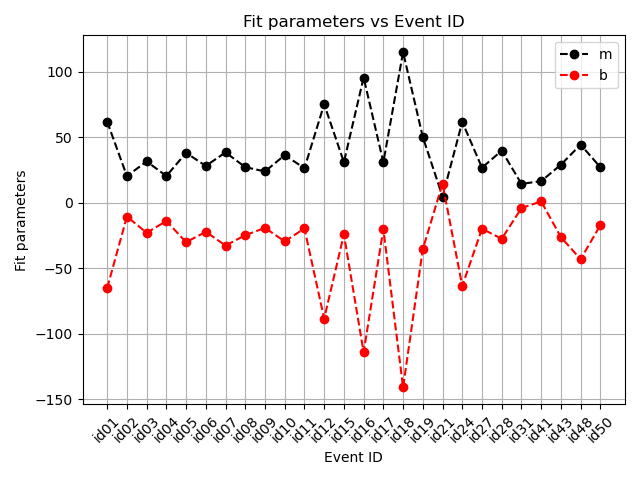 Fit parameters vs Event ID
m
b
100
50
0
−50
−100
−150
Fit parameters
id01 id02 id03 id04 id05 id06 id07 id08 id09 id10 id11 id12 id15 id16 id17 id18 id19 id21 id24 id27 id28 id31 id41 id43 id48 id50
Event ID